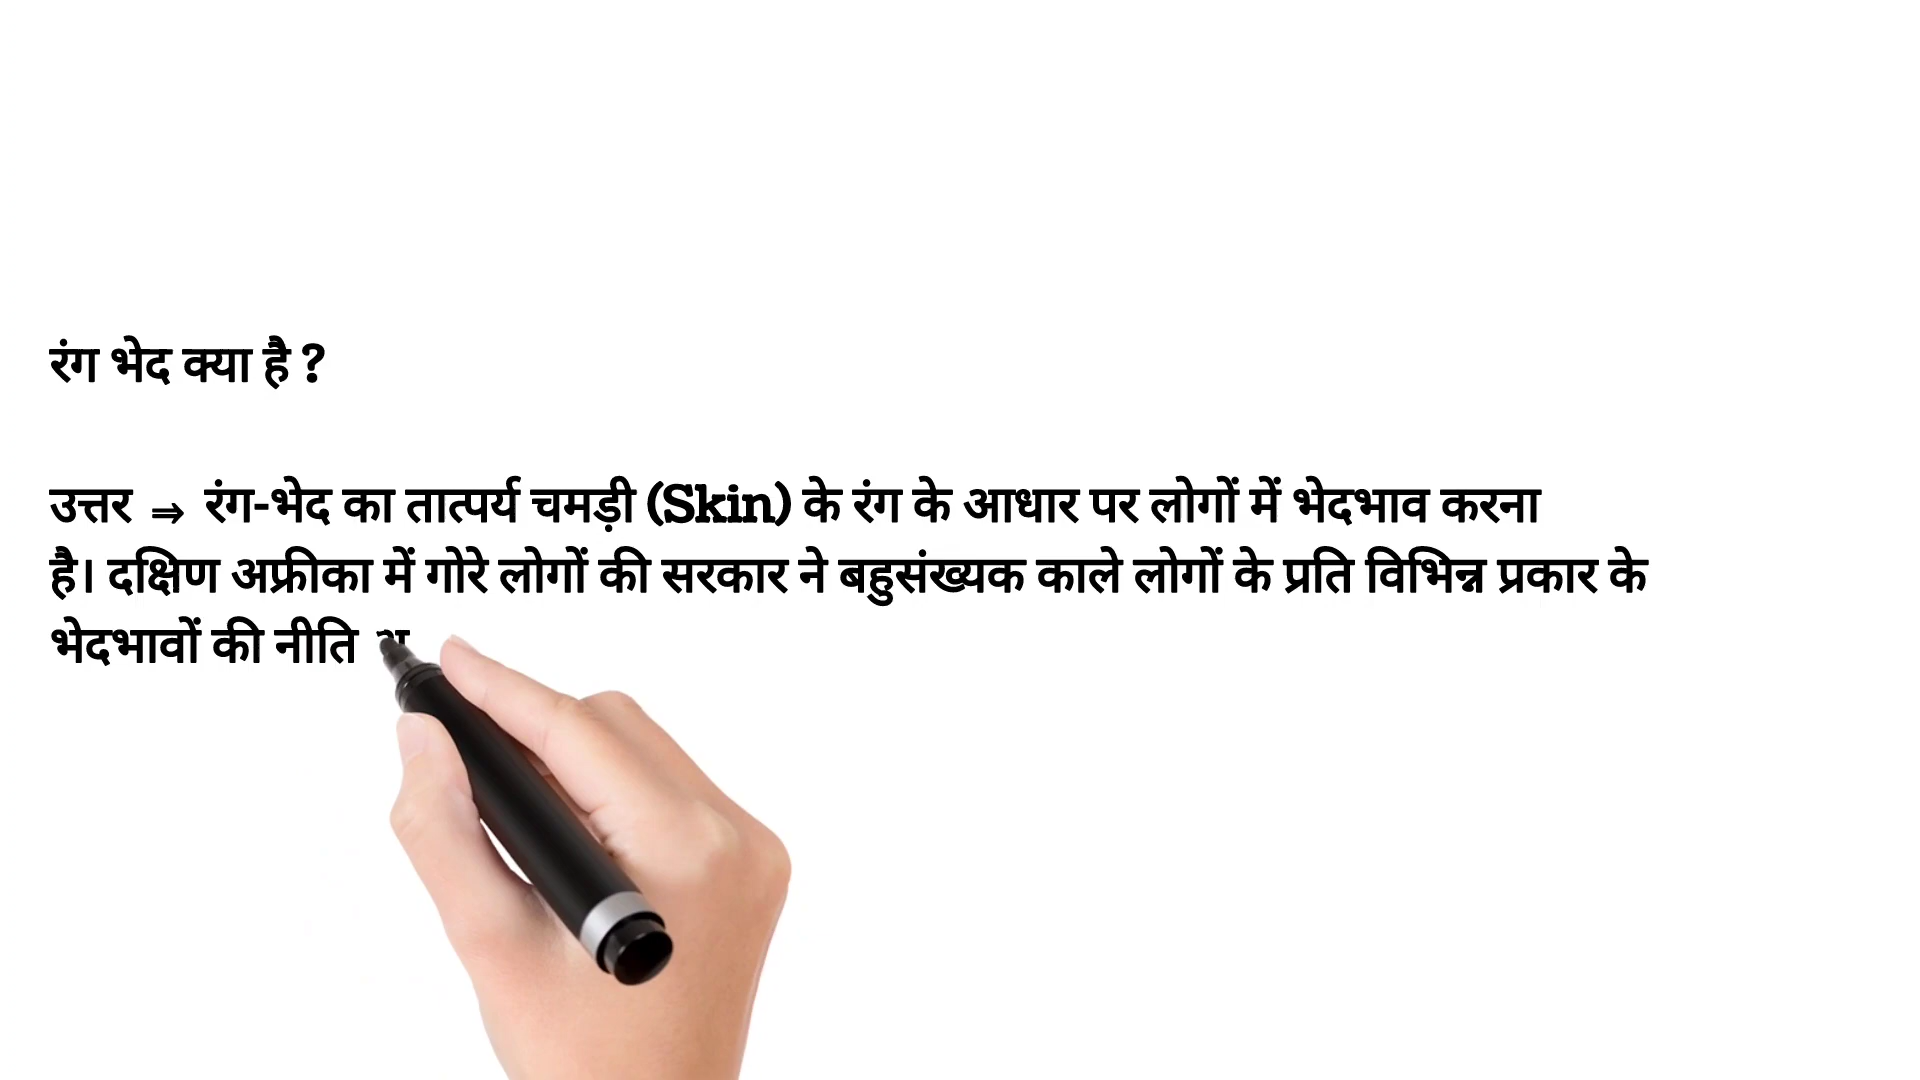 रंग भेद क्या है ?
उत्तर ⇒ रंग-भेद का तात्पर्य चमड़ी (Skin) के रंग के आधार पर लोगों में भेदभाव करना
है। दक्षिण अफ्रीका में गोरे लोगों की सरकार ने बहुसंख्यक काले लोगों के प्रति विभिन्न प्रकार के
भेदभावों की नीति